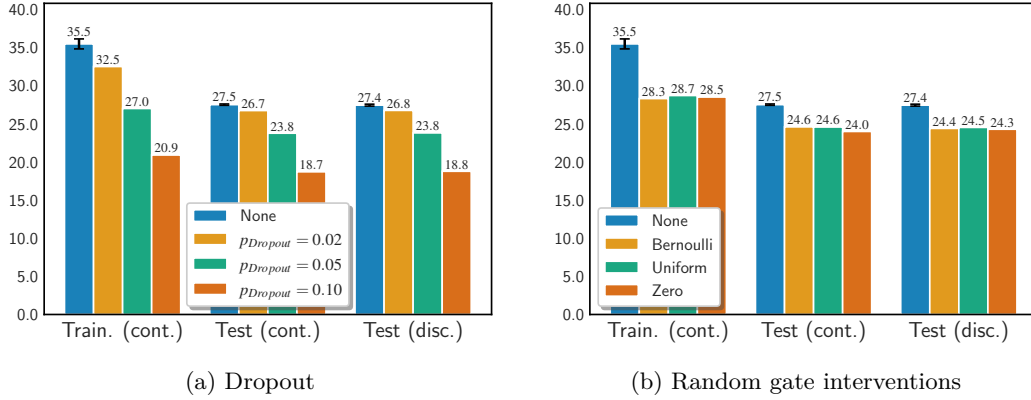 40.0
35.0
30.0
25.0
20.0
15.0
10.0
5.0
0.0
35.5
32.5
27.0
20.9
27.5
26.7
23.8
18.7
27.4
26.8
23.8
18.8
None
pDropout = 0.02
pDropout = 0.05
pDropout = 0.10
Train. (cont.)
Test (cont.)
Test (disc.)
(a) Dropout
40.0
35.0
30.0
25.0
20.0
15.0
10.0
5.0
0.0
35.5
28.3
28.7
28.5
27.5
24.6
24.6
24.0
27.4
24.4
24.5
24.3
None
Bernoulli
Uniform
Zero
Train. (cont.)
Test (cont.)
Test (disc.)
(b) Random gate interventions